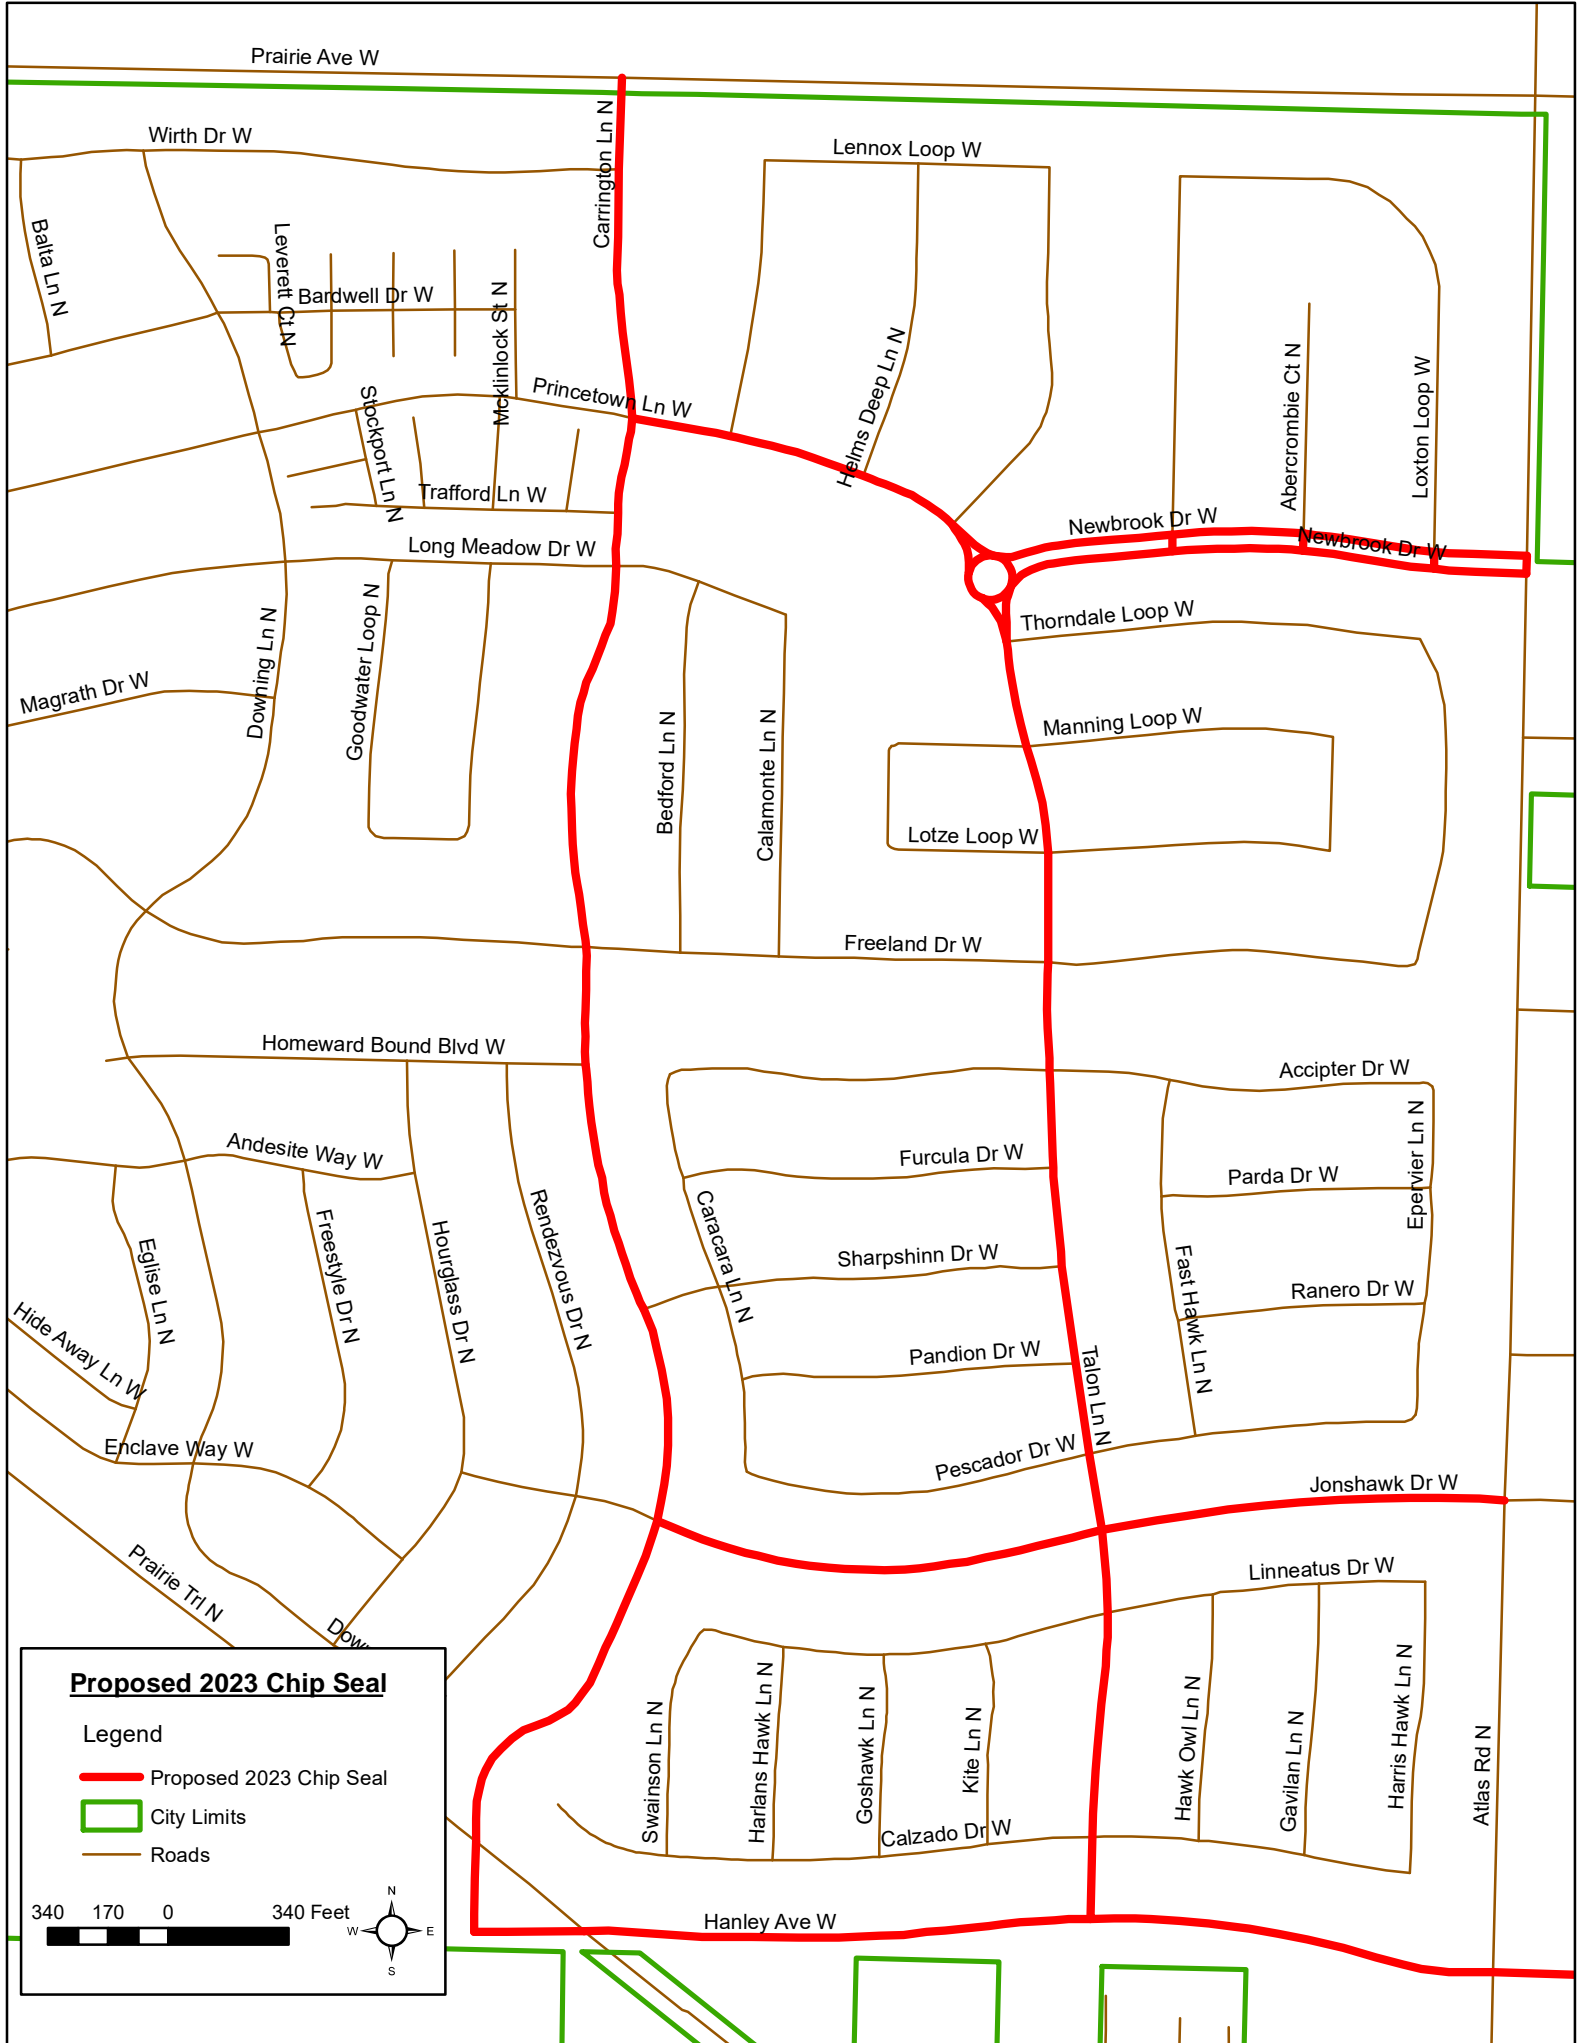 Prairie Ave W
Wirth Dr W
Carrington Ln N
Lennox Loop W
Balta Ln N
Leverett Ct N
Bardwell Dr W
Mcklinlock St N
Princetown Ln W
Helms Deep Ln N
Abercrombie Ct N
Loxton Loop W
Stockport Ln N
Trafford Ln W
Newbrook Dr W
Newbrook Dr W
Long Meadow Dr W
Thorndale Loop W
Downing Ln N
Goodwater Loop N
Magrath Dr W
Bedford Ln N
Calamonte Ln N
Manning Loop W
Lotze Loop W
Freeland Dr W
Homeward Bound Blvd W
Accipter Dr W
Andesite Way W
Furcula Dr W
Parda Dr W
Epervier Ln N
Eglise Ln N
Freestyle Dr N
Hourglass Dr N
Rendezvous Dr N
Caracara Ln N
Sharpshinn Dr W
Fast Hawk Ln N
Ranero Dr W
Hide Away Ln W
Pandion Dr W
Talon Ln N
Enclave Way W
Pescador Dr W
Jonshawk Dr W
Prairie Trl N
Linneatus Dr W
Swainson Ln N
Harlans Hawk Ln N
Goshawk Ln N
Kite Ln N
Hawk Owl Ln N
Gavilan Ln N
Harris Hawk Ln N
Atlas Rd N
Calzado Dr W
Hanley Ave W
Proposed 2023 Chip Seal
Legend
Proposed 2023 Chip Seal
City Limits
Roads
340 170 0 340 Feet
N
W E
S